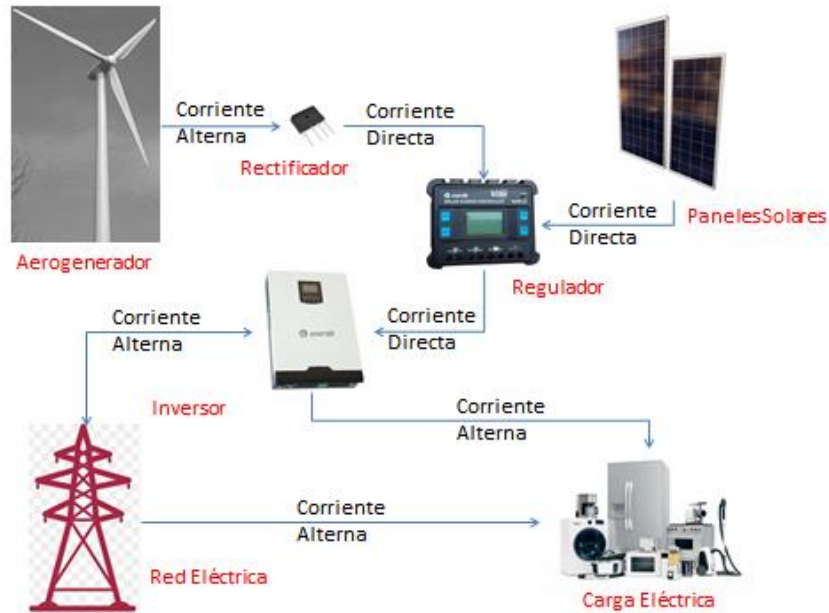 Corriente
Alterna
Corriente
Directa
Rectificador
Corriente
Directa
PanelesSolares
Aerogenerador
Regulador
Corriente
Alterna
Corriente
Directa
Inversor
Corriente
Alterna
Corriente
Alterna
Red Eléctrica
Carga Eléctrica